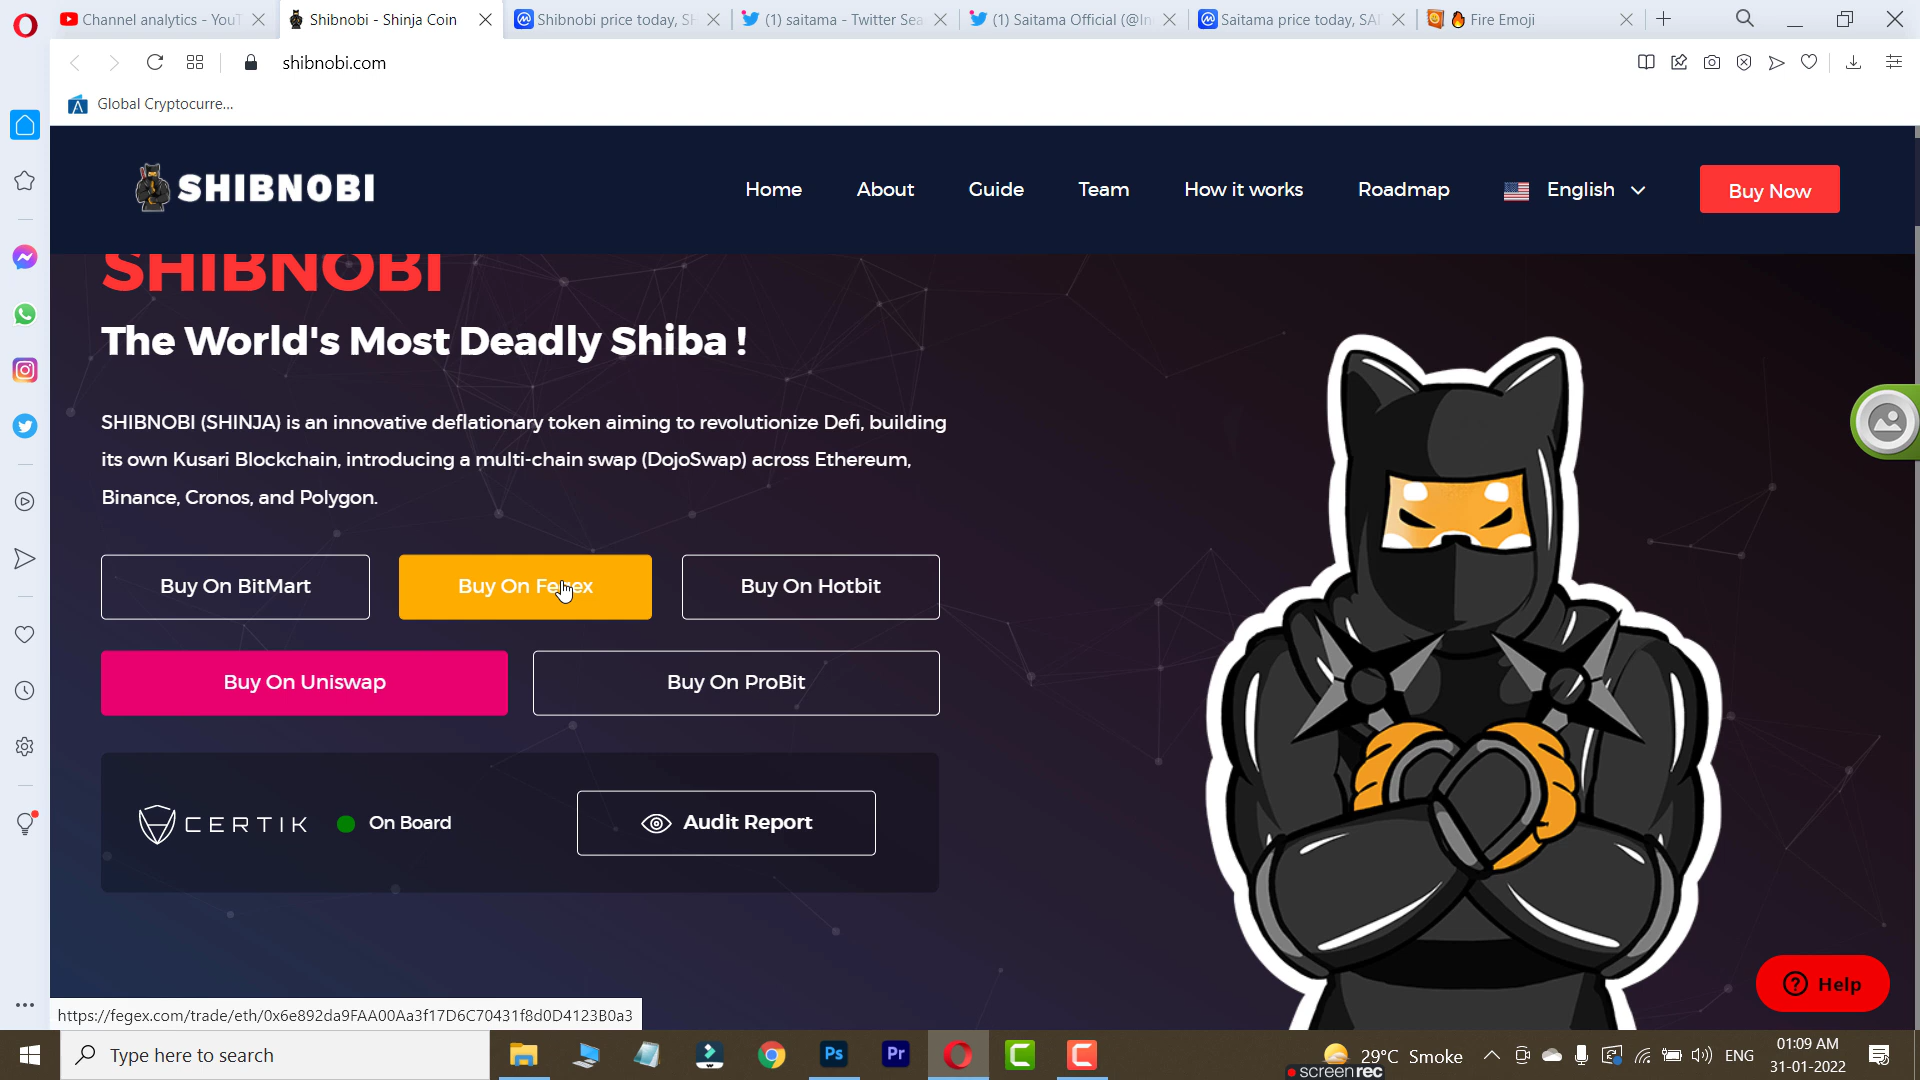 Channel analytics - YouT
Shibnobi - Shinja Coin
Shibnobi price today, SH
(1) saitama - Twitter Sea
(1) Saitama Official (@In
Saitama price today, SAI
Fire Emoji
shibnobi.com
Global Cryptocurre...
SHIBNOBI
Home
About
Guide
Team
How it works
Roadmap
English
Buy Now
SHIBNOBI
The World's Most Deadly Shiba !
SHIBNOBI (SHINJA) is an innovative deflationary token aiming to revolutionize Defi, building
its own Kusari Blockchain, introducing a multi-chain swap (DojoSwap) across Ethereum,
Binance, Cronos, and Polygon.
Buy On BitMart
Buy On Fegex
Buy On Hotbit
Buy On Uniswap
Buy On ProBit
CERTIK
On Board
Audit Report
Help
https://fegex.com/trade/eth/0x6e892da9FAA00Aa3f17D6C70431f8d0D4123B0a3
Type here to search
Ps
Pr
29°C Smoke
ENG
01:09 AM
31-01-2022
screenrec